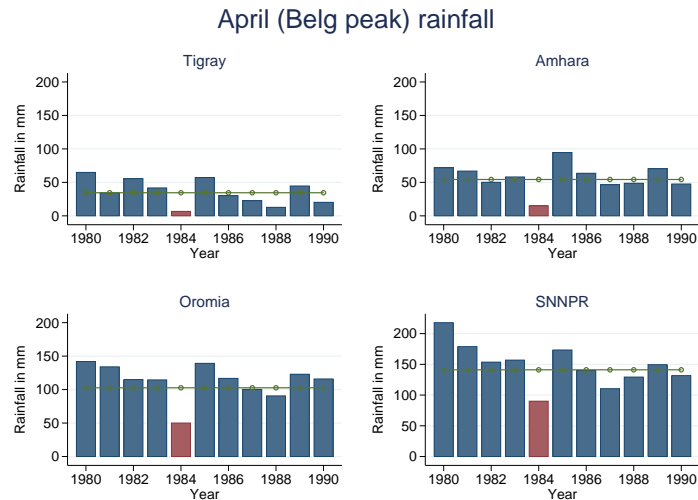 April (Belg peak) rainfall
Tigray
Rainfall in mm
200
150
100
50
0
1980 1982 1984 1986 1988 1990
Year
Amhara
Rainfall in mm
200
150
100
50
0
1980 1982 1984 1986 1988 1990
Year
Oromia
Rainfall in mm
200
150
100
50
0
1980 1982 1984 1986 1988 1990
Year
SNNPR
Rainfall in mm
200
150
100
50
0
1980 1982 1984 1986 1988 1990
Year